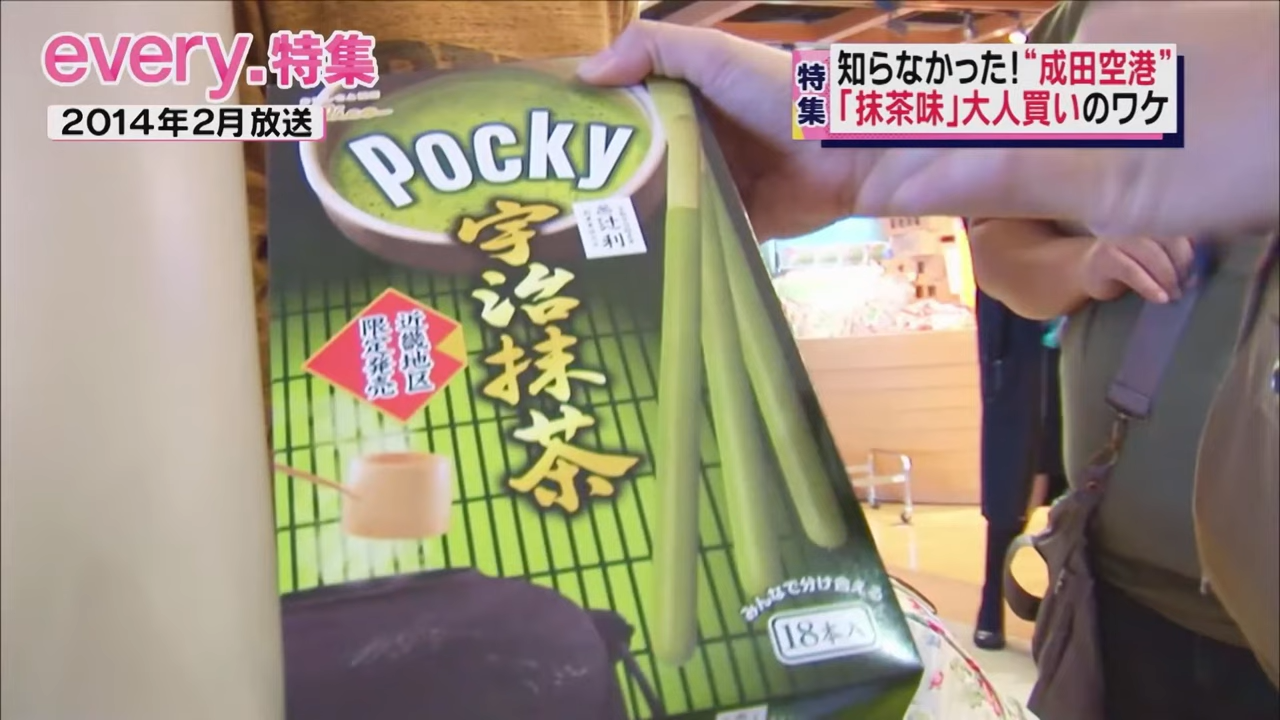 every.特集
2014年2月放送
特集
知らなかった!“成田空港”
「抹茶味」大人買いのワケ
Pocky
宇治抹茶
辻利
近畿地区
限定発売
みんなで分け合える
18本入